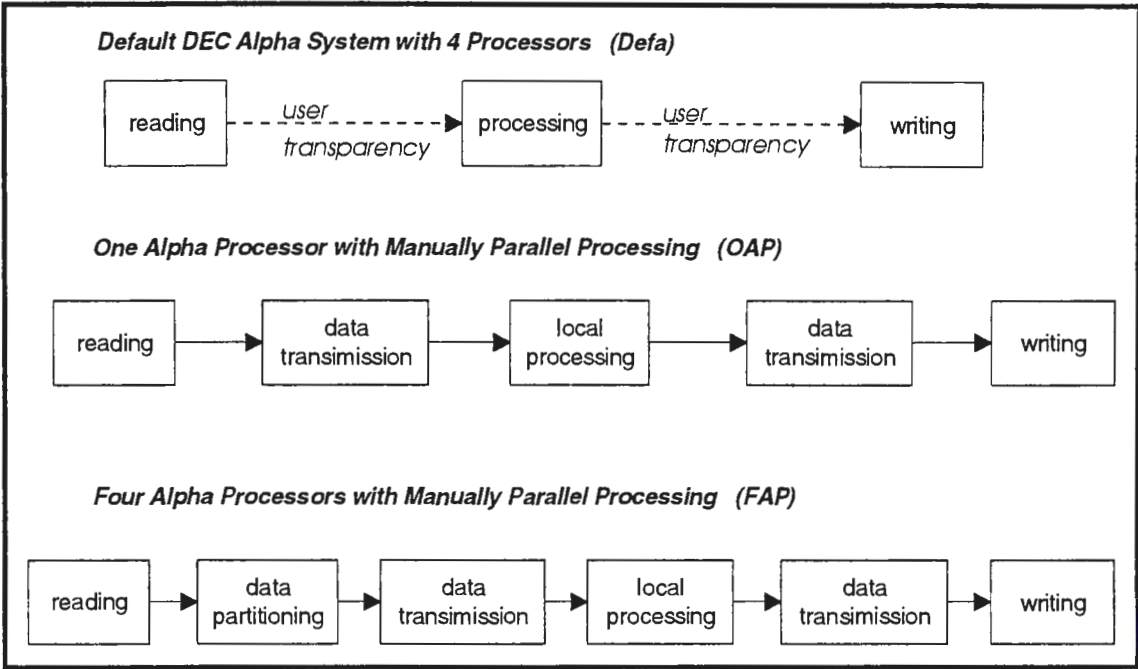 Default DEC Alpha System with 4 Processors (Defa)
reading
user
transparency
processing
user
transparency
writing
One Alpha Processor with Manually Parallel Processing (OAP)
reading
data
transimission
local
processing
data
transimission
writing
Four Alpha Processors with Manually Parallel Processing (FAP)
reading
data
partitioning
data
transimission
local
processing
data
transimission
writing